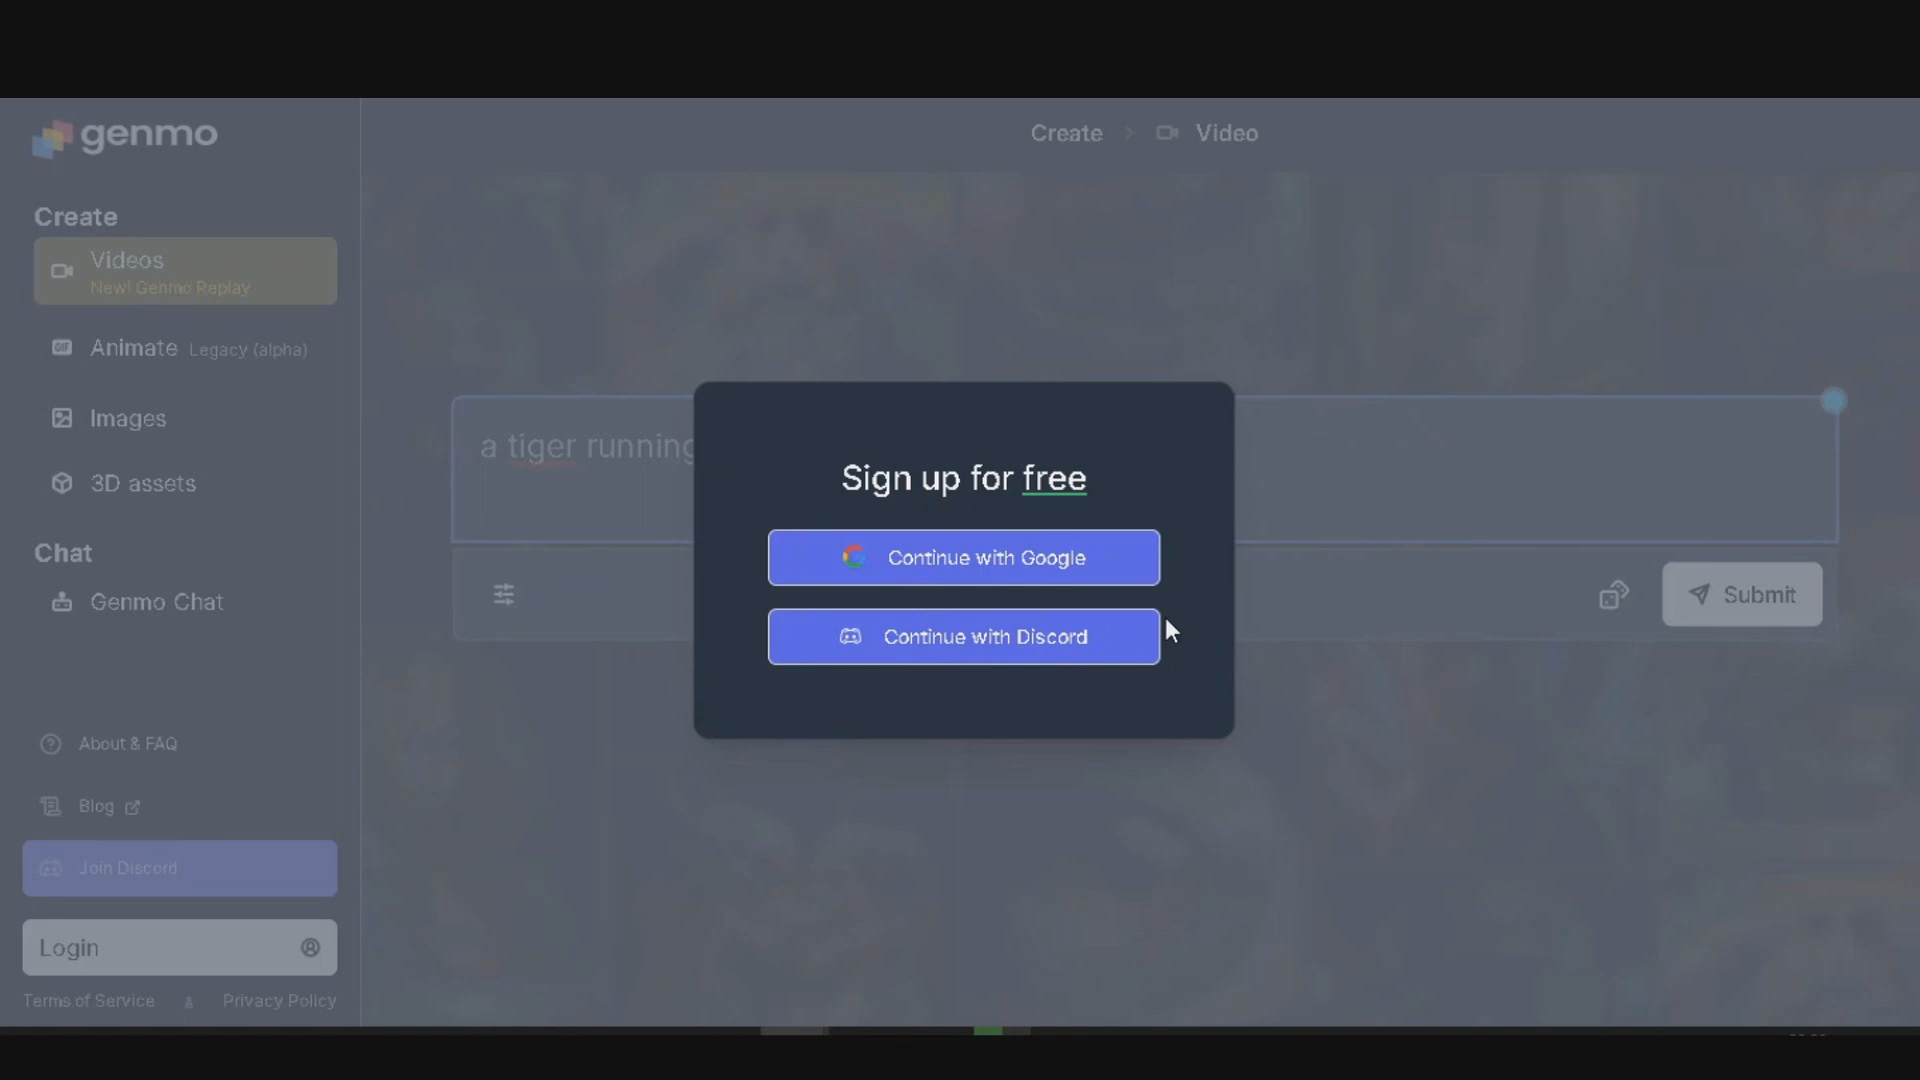 genmo
Create
Videos
New! Genmo Replay
GIF
Animate Legacy (alpha)
Images
3D assets
Chat
Genmo Chat
About & FAQ
Blog
Join Discord
Login
Terms of Service
Privacy Policy
Create > Video
a tiger running
Submit
Sign up for free
Continue with Google
Continue with Discord